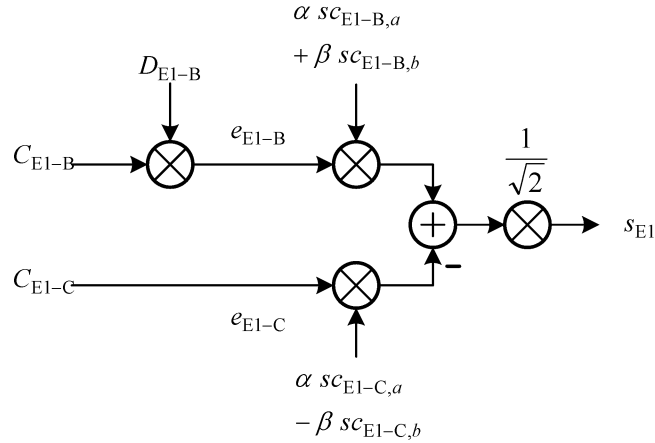 α sc_E1–B,a
+ β sc_E1–B,b
D_E1–B
C_E1–B
e_E1–B
1/√2
+
s_E1
–
C_E1–C
e_E1–C
α sc_E1–C,a
– β sc_E1–C,b